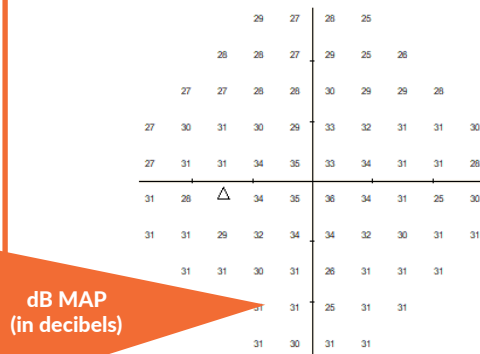 29 27 28 25
28 28 27 29 25 26
27 27 28 28 30 29 29 28
27 30 31 30 29 33 32 31 31 30
27 31 31 34 35 33 34 31 31 28
31 28 34 35 36 34 31 25 30
31 31 29 32 34 34 32 30 31 31
31 31 30 31 26 31 31 31
31 31 25 31 31
31 30 31 31
dB MAP
(in decibels)